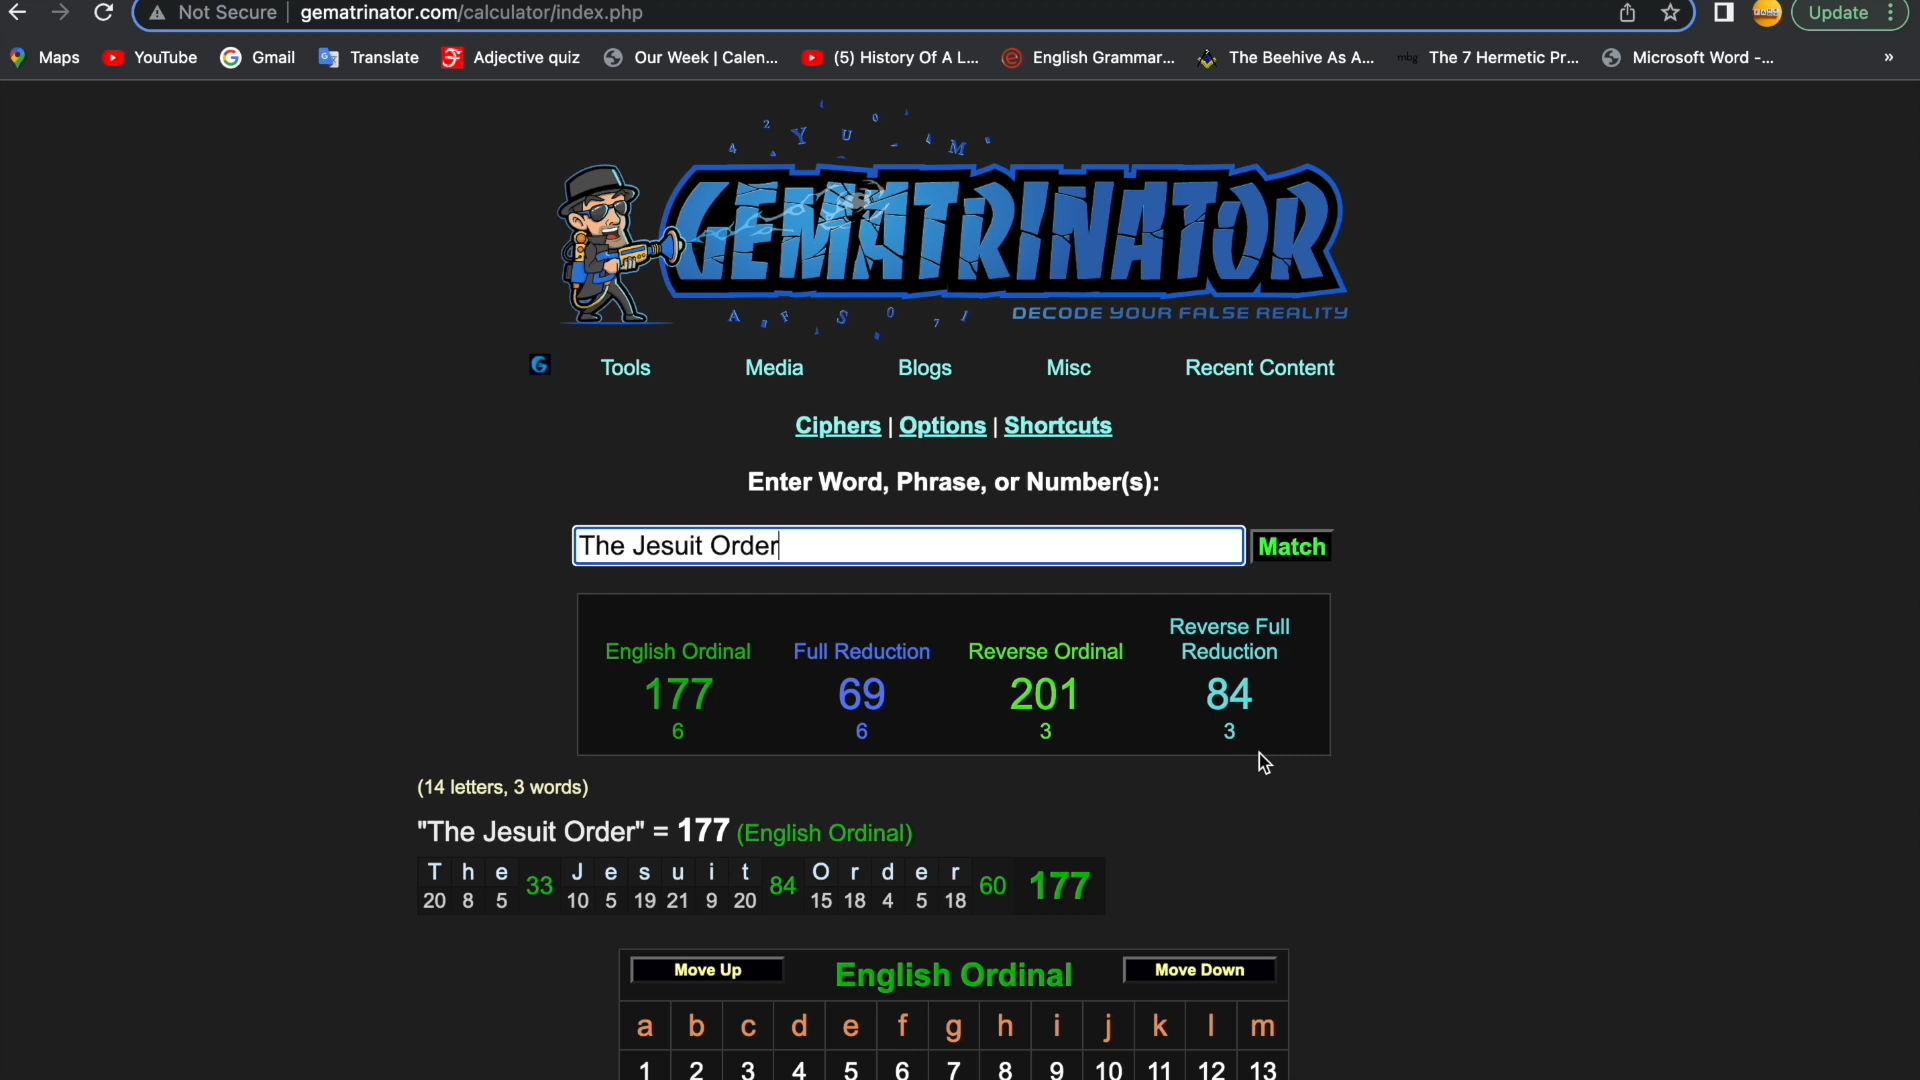 Not Secure | gematrinator.com/calculator/index.php
Update
Maps YouTube Gmail Translate Adjective quiz Our Week | Calen... (5) History Of A L... English Grammar... The Beehive As A... mbg The 7 Hermetic Pr... Microsoft Word -... »
GEMATRINATOR
DECODE YOUR FALSE REALITY
G Tools Media Blogs Misc Recent Content
Ciphers | Options | Shortcuts
Enter Word, Phrase, or Number(s):
The Jesuit Order Match
English Ordinal Full Reduction Reverse Ordinal Reverse Full Reduction
177 69 201 84
6 6 3 3
(14 letters, 3 words)
"The Jesuit Order" = 177 (English Ordinal)
T h e 33 J e s u i t 84 O r d e r 60 177
20 8 5 10 5 19 21 9 20 15 18 4 5 18
Move Up English Ordinal Move Down
a b c d e f g h i j k l m
1 2 3 4 5 6 7 8 9 10 11 12 13